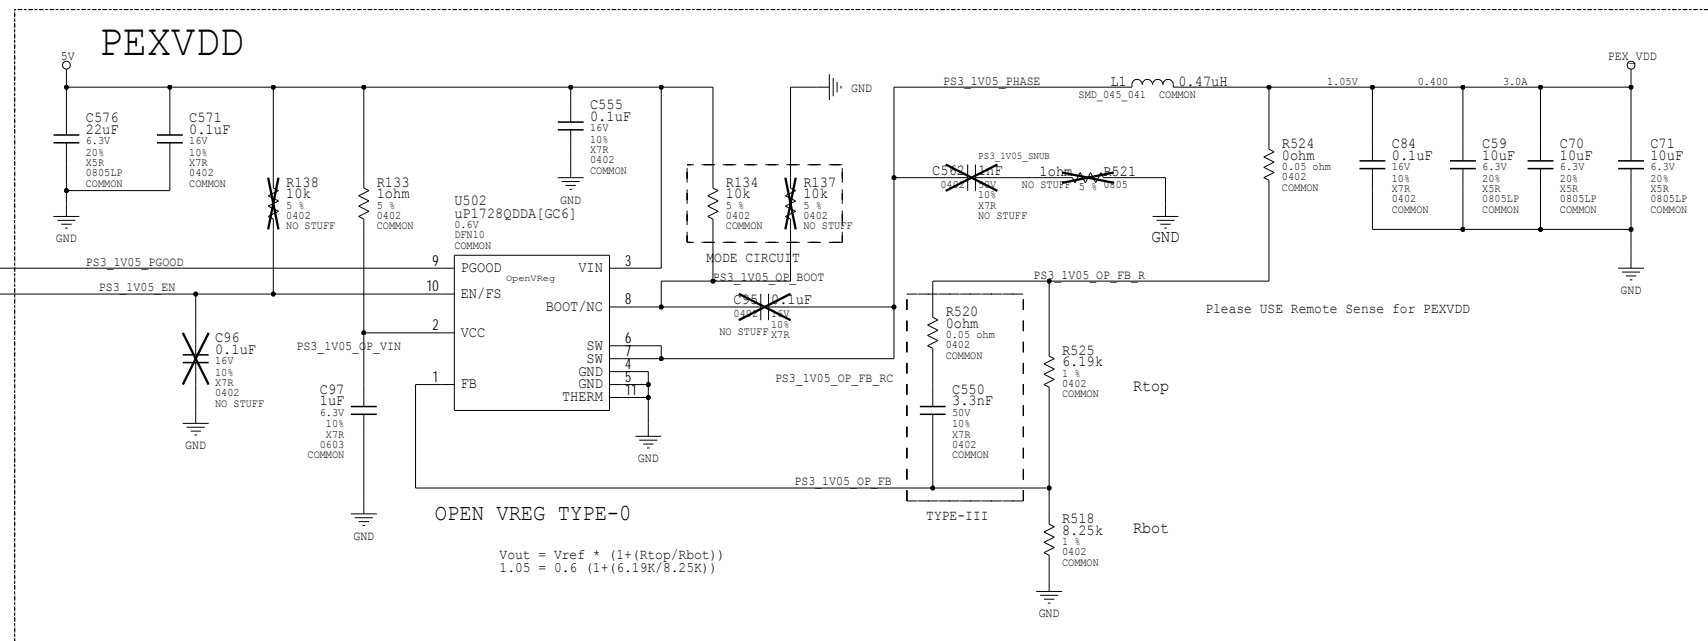 PEXVDD
5V
C576
22uF
6.3V
20%
X5R
0805LP
COMMON
GND
C571
0.1uF
16V
10%
X7R
0402
COMMON
R138
10k
5 %
0402
NO STUFF
R133
1ohm
5 %
0402
COMMON
C555
0.1uF
16V
10%
X7R
0402
COMMON
GND
U502
uP1728QDDA[GC6]
0.6V
DFN10
COMMON
OpenVReg
9 PGOOD
10 EN/FS
2 VCC
1 FB
VIN 3
BOOT/NC 8
SW 6
SW 7
GND 4
GND 5
THERM 11
GND
PS3_1V05_PGOOD
PS3_1V05_EN
C96
0.1uF
16V
10%
X7R
0402
NO STUFF
GND
PS3_1V05_OP_VIN
C97
1uF
6.3V
10%
X7R
0603
COMMON
GND
R134
10k
5 %
0402
COMMON
R137
10k
5 %
0402
NO STUFF
MODE CIRCUIT
GND
PS3_1V05_OP_BOOT
C95 0.1uF
0402 16V
10%
NO STUFF X7R
PS3_1V05_PHASE
L1 0.47uH
SMD_045_041 COMMON
PS3_1V05_SNUB
1nF
0402
10%
X7R
NO STUFF
1ohm R521
NO STUFF 5 % 0805
GND
1.05V 0.400 3.0A
PEX_VDD
R524
0ohm
0.05 ohm
0402
COMMON
C84
0.1uF
16V
10%
X7R
0402
COMMON
C59
10uF
6.3V
20%
X5R
0805LP
COMMON
C70
10uF
6.3V
20%
X5R
0805LP
COMMON
C71
10uF
6.3V
20%
X5R
0805LP
COMMON
GND
Please USE Remote Sense for PEXVDD
PS3_1V05_OP_FB_R
R520
0ohm
0.05 ohm
0402
COMMON
PS3_1V05_OP_FB_RC
C550
3.3nF
50V
10%
X7R
0402
COMMON
TYPE-III
R525
6.19k
1 %
0402
COMMON
Rtop
PS3_1V05_OP_FB
R518
8.25k
1 %
0402
COMMON
Rbot
GND
OPEN VREG TYPE-0
Vout = Vref * (1+(Rtop/Rbot))
1.05 = 0.6 (1+(6.19K/8.25K))